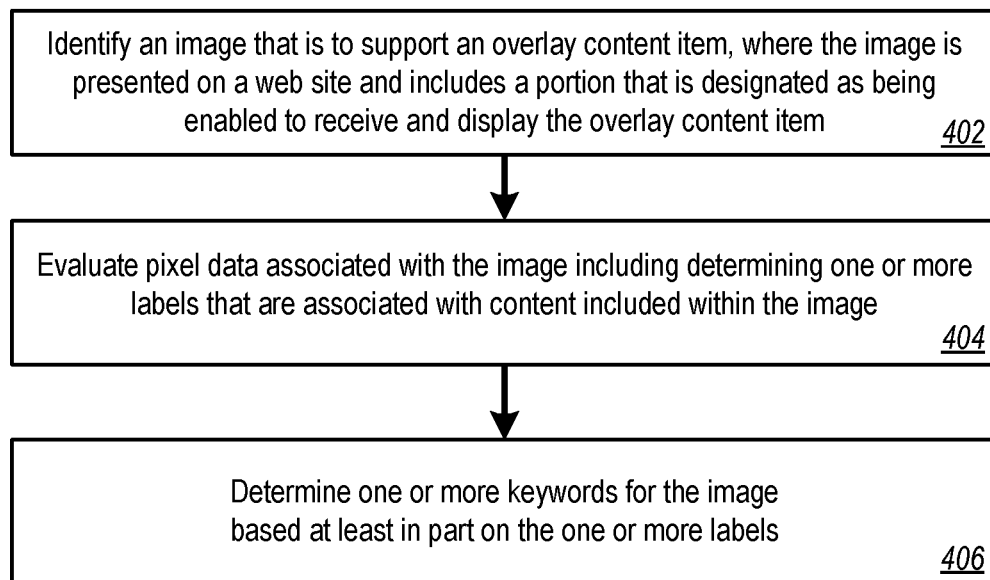 Identify an image that is to support an overlay content item, where the image is
presented on a web site and includes a portion that is designated as being
enabled to receive and display the overlay content item
402
Evaluate pixel data associated with the image including determining one or more
labels that are associated with content included within the image
404
Determine one or more keywords for the image
based at least in part on the one or more labels
406